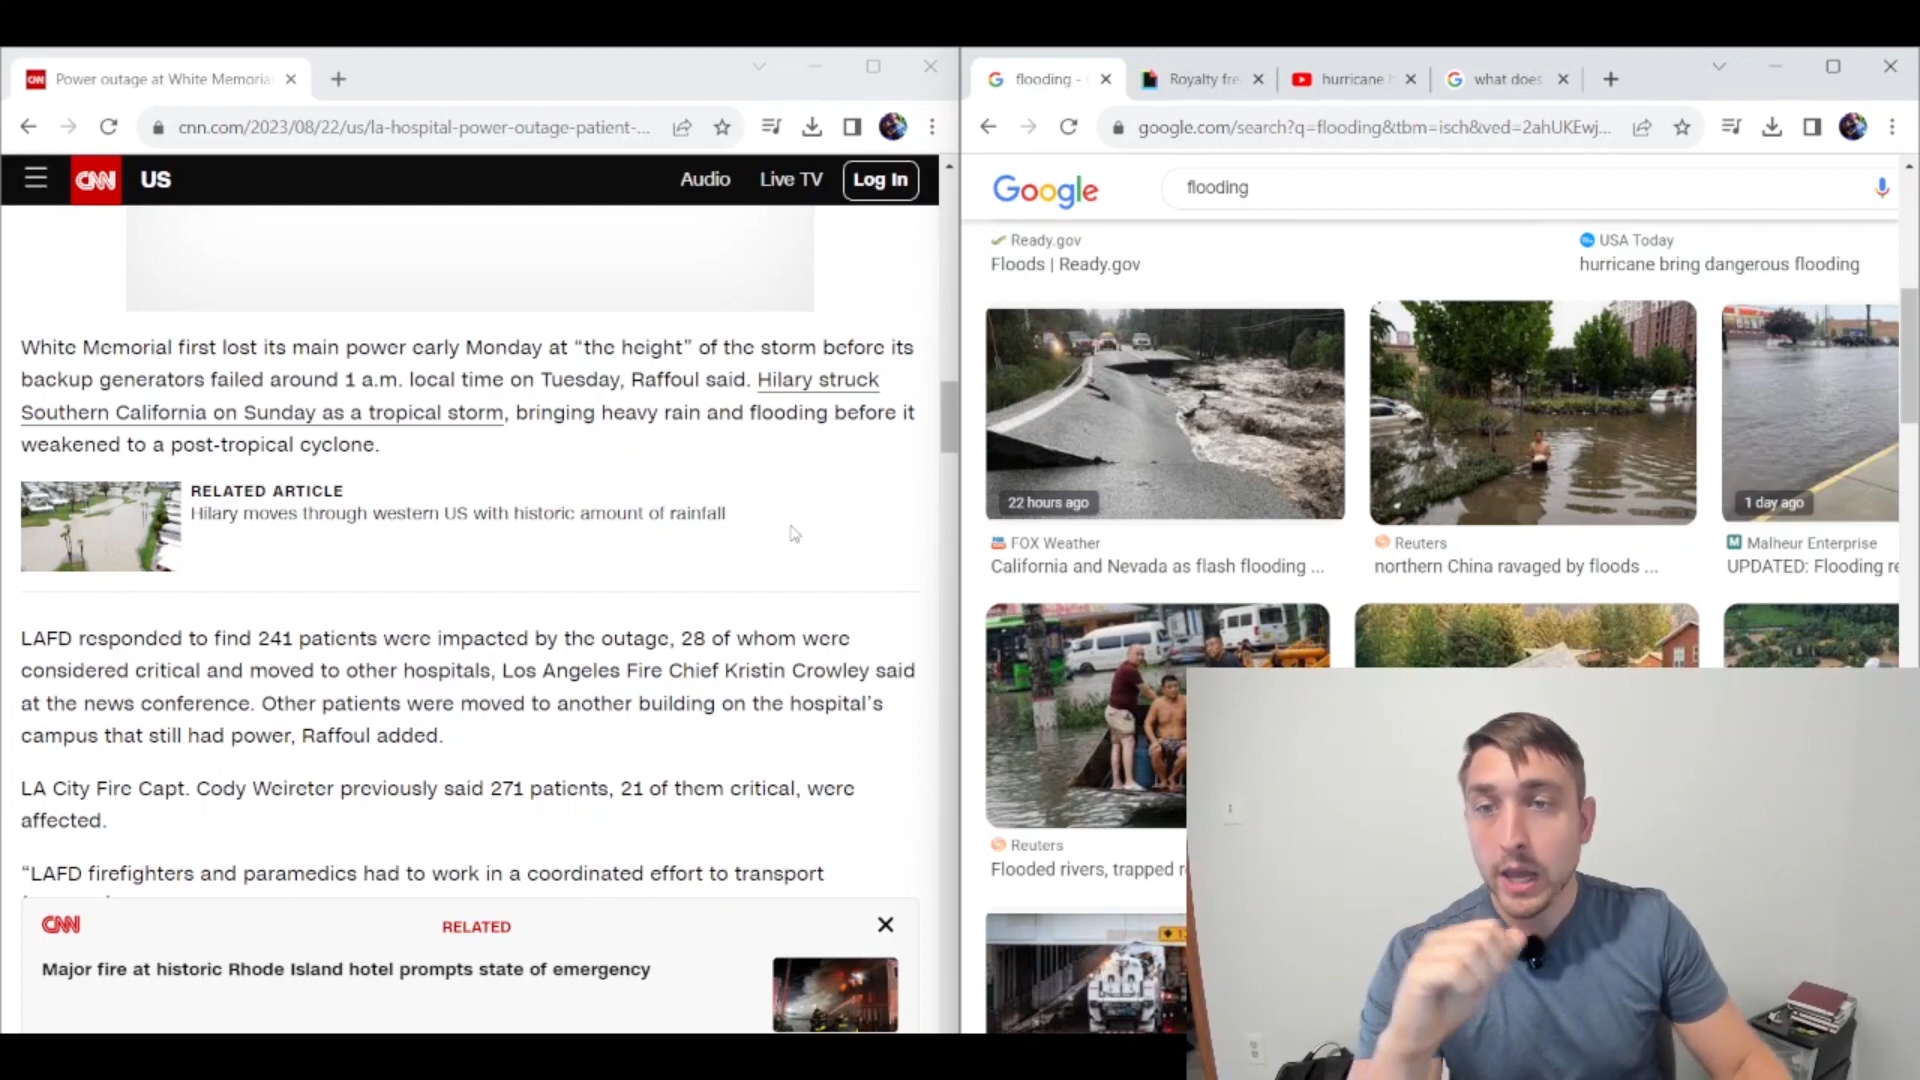 Power outage at White Memoria
cnn.com/2023/08/22/us/la-hospital-power-outage-patient-...
CNN US Audio Live TV Log In
White Memorial first lost its main power early Monday at “the height” of the storm before its
backup generators failed around 1 a.m. local time on Tuesday, Raffoul said. Hilary struck
Southern California on Sunday as a tropical storm, bringing heavy rain and flooding before it
weakened to a post-tropical cyclone.
RELATED ARTICLE
Hilary moves through western US with historic amount of rainfall
LAFD responded to find 241 patients were impacted by the outage, 28 of whom were
considered critical and moved to other hospitals, Los Angeles Fire Chief Kristin Crowley said
at the news conference. Other patients were moved to another building on the hospital’s
campus that still had power, Raffoul added.
LA City Fire Capt. Cody Weireter previously said 271 patients, 21 of them critical, were
affected.
“LAFD firefighters and paramedics had to work in a coordinated effort to transport
CNN RELATED
Major fire at historic Rhode Island hotel prompts state of emergency
flooding - Royalty fre hurricane what does
google.com/search?q=flooding&tbm=isch&ved=2ahUKEwj...
Google flooding
Ready.gov USA Today
Floods | Ready.gov hurricane bring dangerous flooding
22 hours ago 1 day ago
FOX Weather Reuters Malheur Enterprise
California and Nevada as flash flooding ... northern China ravaged by floods ... UPDATED: Flooding re
Reuters
Flooded rivers, trapped r